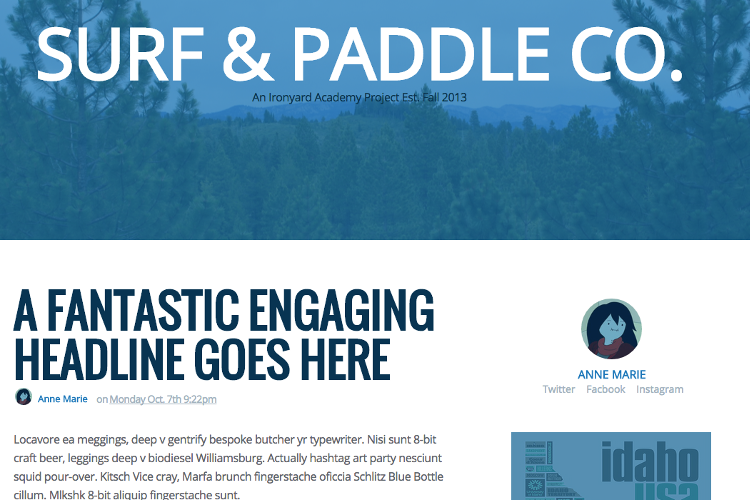 SURF & PADDLE CO.
An Ironyard Academy Project Est. Fall 2013
A FANTASTIC ENGAGING
HEADLINE GOES HERE
Anne Marie on Monday Oct. 7th 9:22pm
Locavore ea meggings, deep v gentrify bespoke butcher yr typewriter. Nisi sunt 8-bit
craft beer, leggings deep v biodiesel Williamsburg. Actually hashtag art party nesciunt
squid pour-over. Kitsch Vice cray, Marfa brunch fingerstache oficcia Schlitz Blue Bottle
cillum. Mlkshk 8-bit aliquip fingerstache sunt.
ANNE MARIE
Twitter Facbook Instagram
idaho
usa